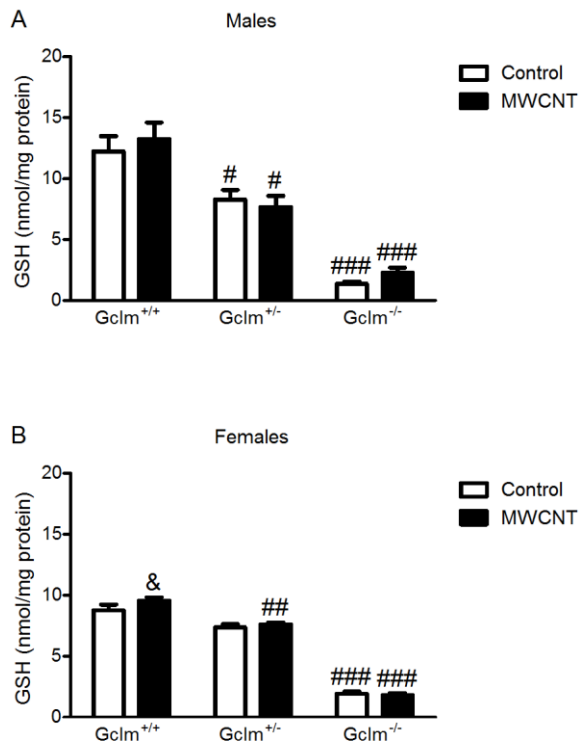 A
Males
GSH (nmol/mg protein)
20
15
10
5
0
# # ### ###
Gclm+/+ Gclm+/- Gclm-/-
Control
MWCNT
B
Females
GSH (nmol/mg protein)
20
15
10
5
0
& ## ### ###
Gclm+/+ Gclm+/- Gclm-/-
Control
MWCNT